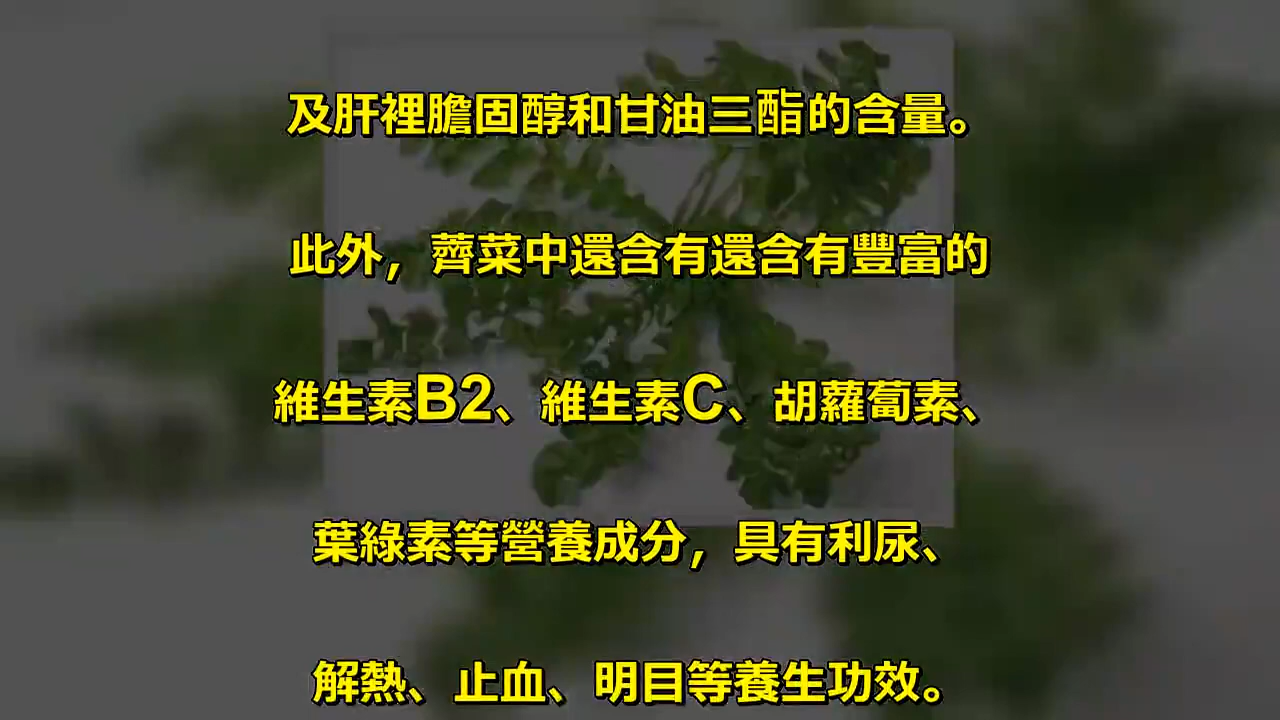 及肝裡膽固醇和甘油三酯的含量。
此外，薺菜中還含有還含有豐富的
維生素B2、維生素C、胡蘿蔔素、
葉綠素等營養成分，具有利尿、
解熱、止血、明目等養生功效。